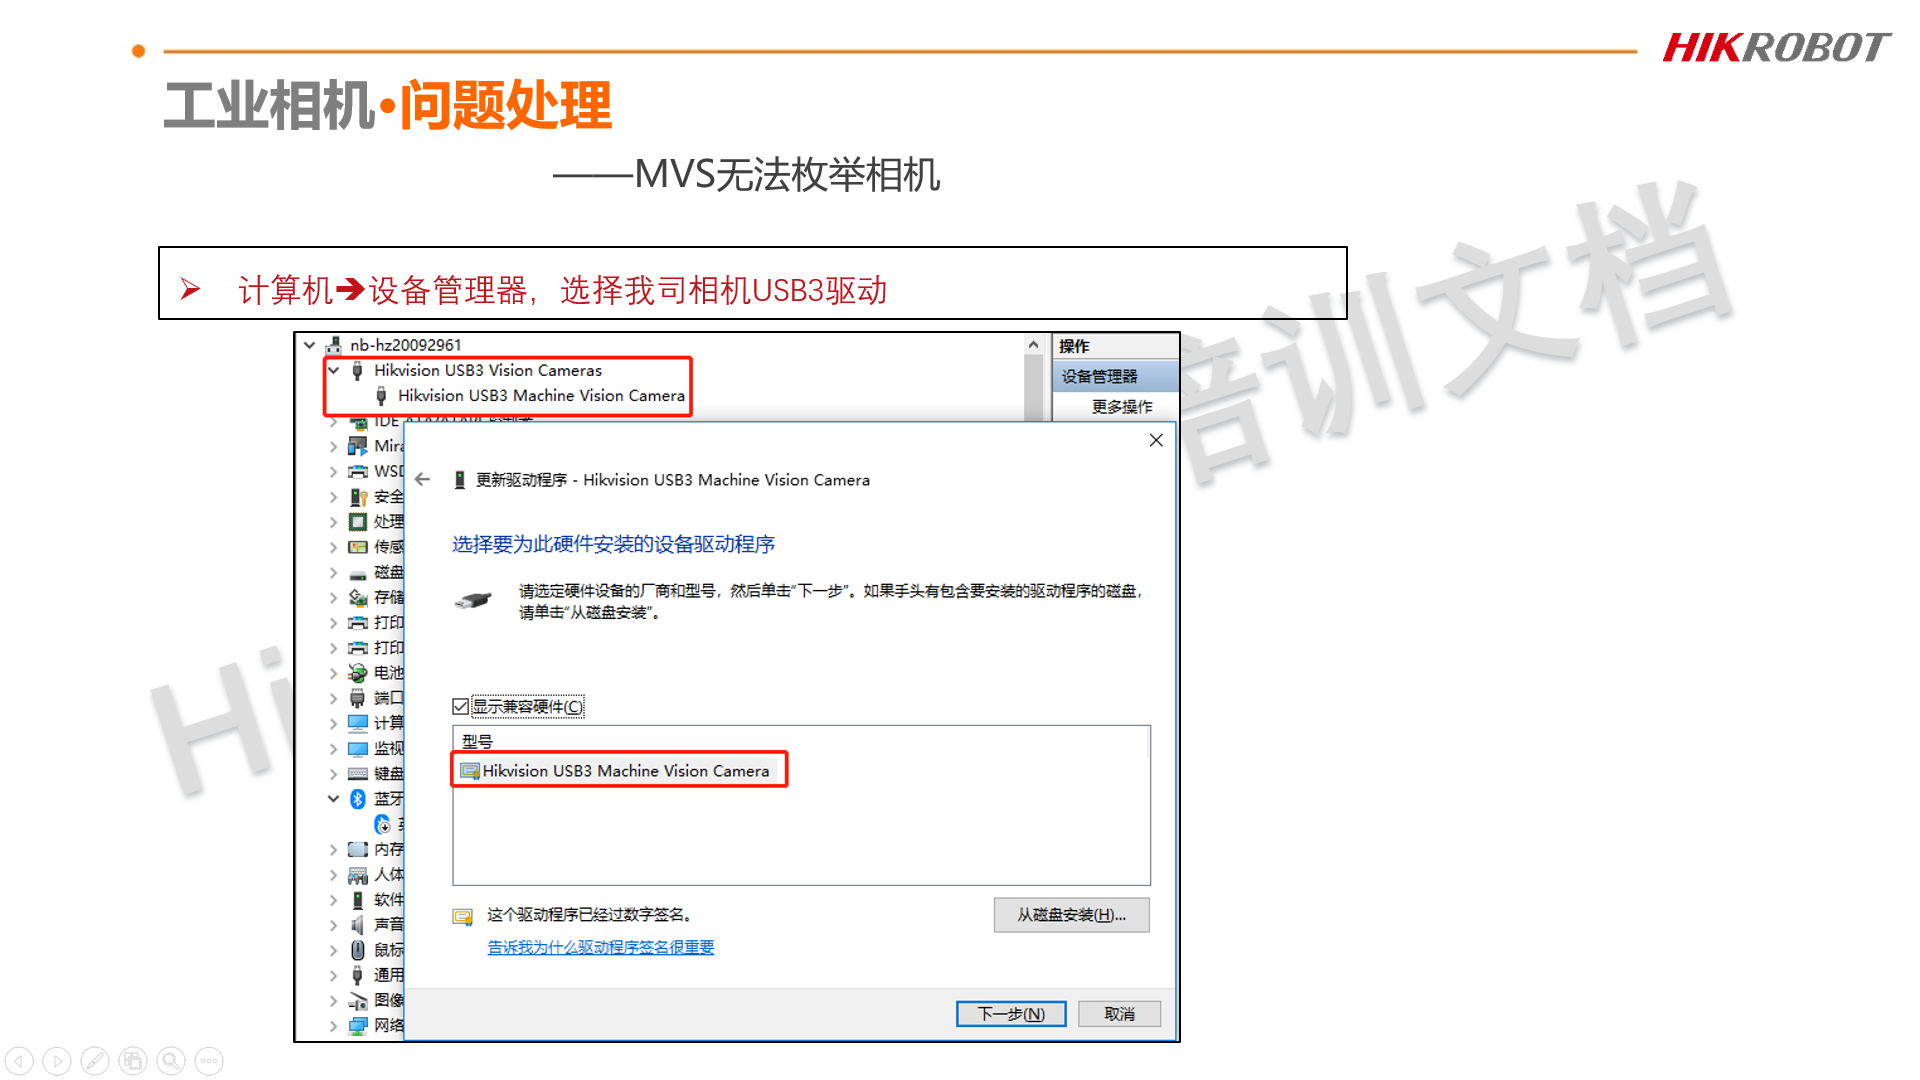 HIKROBOT
工业相机•问题处理
——MVS无法枚举相机
计算机➔设备管理器，选择我司相机USB3驱动
nb-hz20092961
Hikvision USB3 Vision Cameras
Hikvision USB3 Machine Vision Camera
IDE
Mira
WSD
安全
处理
传感
磁盘
存储
打印
打印
电池
端口
计算
监视
键盘
蓝牙
内存
人体
软件
声音
鼠标
通用
图像
网络
操作
设备管理器
更多操作
更新驱动程序 - Hikvision USB3 Machine Vision Camera
选择要为此硬件安装的设备驱动程序
请选定硬件设备的厂商和型号，然后单击“下一步”。如果手头有包含要安装的驱动程序的磁盘，
请单击“从磁盘安装”。
显示兼容硬件(C)
型号
Hikvision USB3 Machine Vision Camera
这个驱动程序已经过数字签名。
从磁盘安装(H)...
告诉我为什么驱动程序签名很重要
下一步(N)
取消
Hi
培训文档